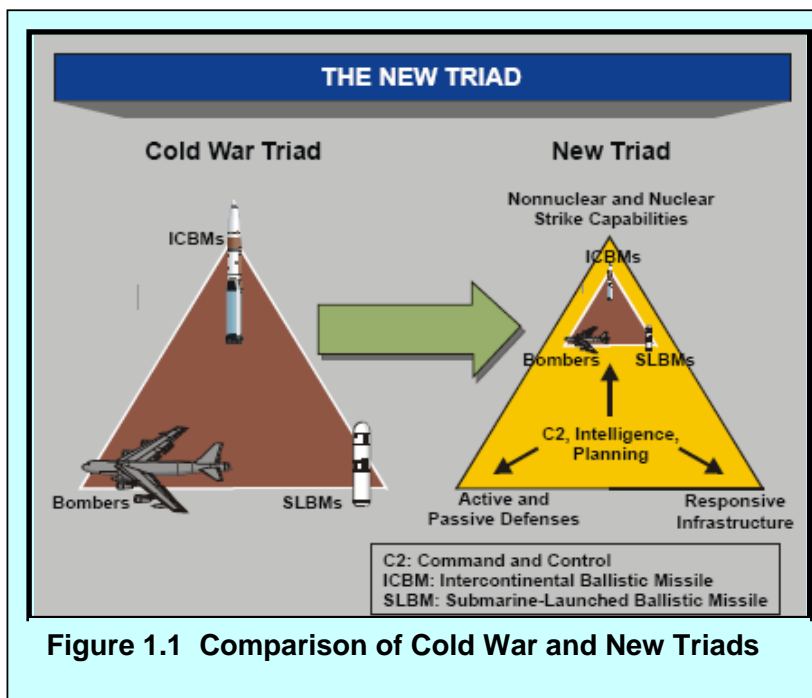 THE NEW TRIAD
Cold War Triad
ICBMs
Bombers
SLBMs
New Triad
Nonnuclear and Nuclear
Strike Capabilities
ICBMs
Bombers
SLBMs
C2, Intelligence,
Planning
Active and
Passive Defenses
Responsive
Infrastructure
C2: Command and Control
ICBM: Intercontinental Ballistic Missile
SLBM: Submarine-Launched Ballistic Missile
Figure 1.1 Comparison of Cold War and New Triads